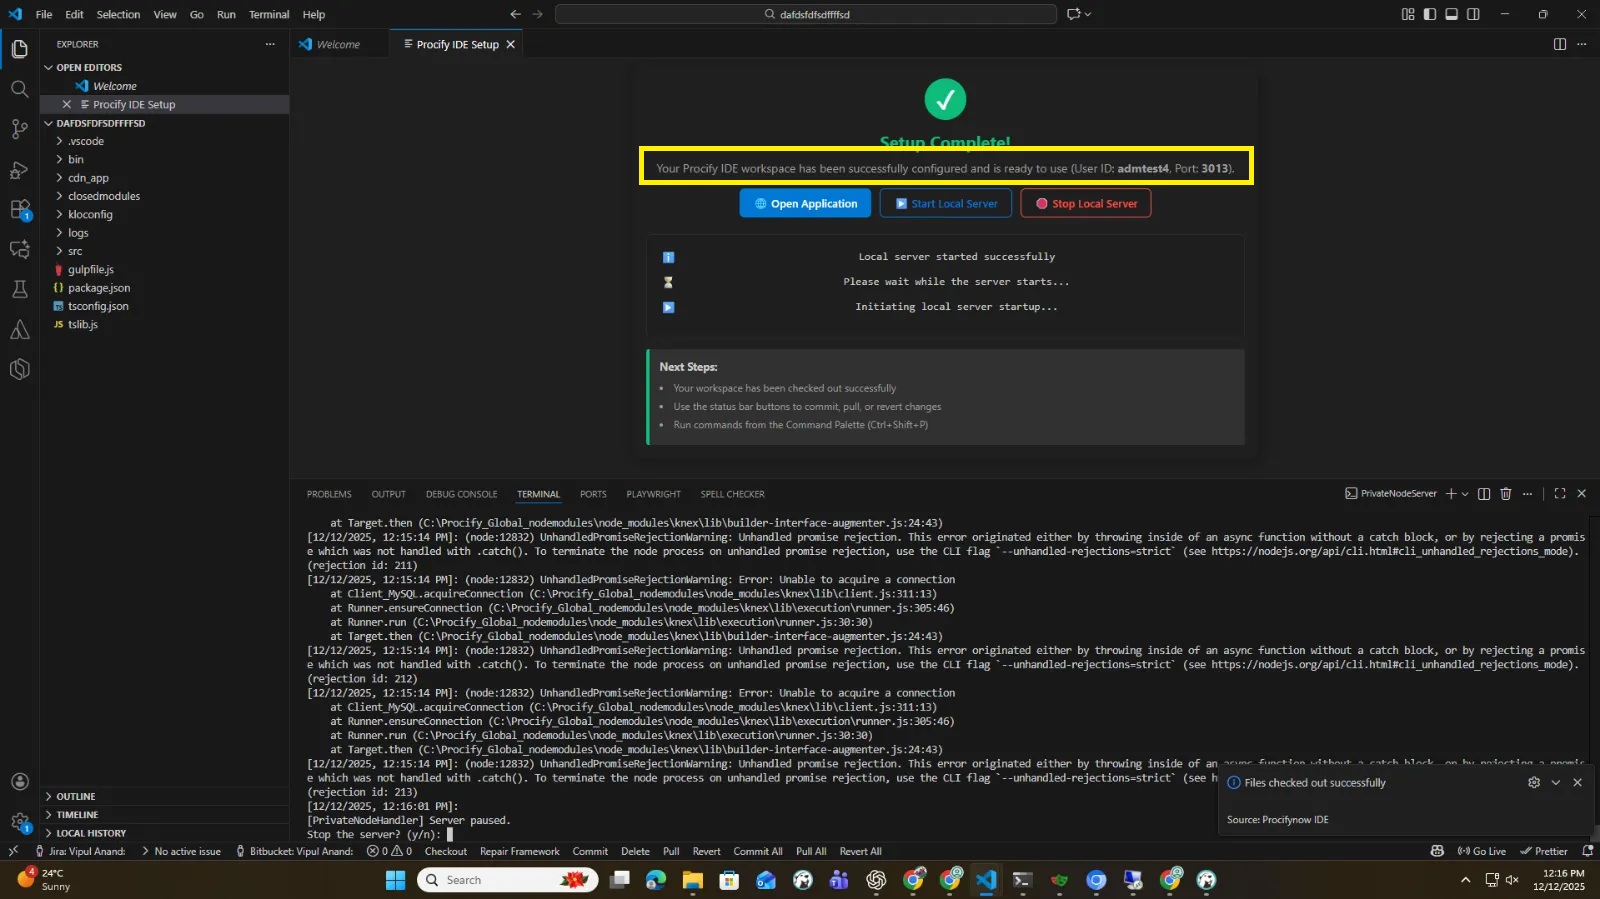 File Edit Selection View Go Run Terminal Help
dafdsfdfsdffffsd
EXPLORER
Welcome
Procify IDE Setup
OPEN EDITORS
Welcome
Procify IDE Setup
DAFDSFDFSDFFFFSD
.vscode
bin
cdn_app
closedmodules
kloconfig
logs
src
gulpfile.js
package.json
tsconfig.json
JS tslib.js
1
1
OUTLINE
TIMELINE
LOCAL HISTORY
Setup Complete!
Your Procify IDE workspace has been successfully configured and is ready to use (User ID: admtest4, Port: 3013).
Open Application
Start Local Server
Stop Local Server
Local server started successfully
Please wait while the server starts...
Initiating local server startup...
Next Steps:
• Your workspace has been checked out successfully
• Use the status bar buttons to commit, pull, or revert changes
• Run commands from the Command Palette (Ctrl+Shift+P)
PROBLEMS OUTPUT DEBUG CONSOLE TERMINAL PORTS PLAYWRIGHT SPELL CHECKER
PrivateNodeServer
at Target.then (C:\Procify_Global_nodemodules\node_modules\knex\lib\builder-interface-augmenter.js:24:43)
[12/12/2025, 12:15:14 PM]: (node:12832) UnhandledPromiseRejectionWarning: Unhandled promise rejection. This error originated either by throwing inside of an async function without a catch block, or by rejecting a promis
e which was not handled with .catch(). To terminate the node process on unhandled promise rejection, use the CLI flag `--unhandled-rejections=strict` (see https://nodejs.org/api/cli.html#cli_unhandled_rejections_mode).
(rejection id: 211)
[12/12/2025, 12:15:14 PM]: (node:12832) UnhandledPromiseRejectionWarning: Error: Unable to acquire a connection
at Client_MySQL.acquireConnection (C:\Procify_Global_nodemodules\node_modules\knex\lib\client.js:311:13)
at Runner.ensureConnection (C:\Procify_Global_nodemodules\node_modules\knex\lib\execution\runner.js:305:46)
at Runner.run (C:\Procify_Global_nodemodules\node_modules\knex\lib\execution\runner.js:30:30)
at Target.then (C:\Procify_Global_nodemodules\node_modules\knex\lib\builder-interface-augmenter.js:24:43)
[12/12/2025, 12:15:14 PM]: (node:12832) UnhandledPromiseRejectionWarning: Unhandled promise rejection. This error originated either by throwing inside of an async function without a catch block, or by rejecting a promis
e which was not handled with .catch(). To terminate the node process on unhandled promise rejection, use the CLI flag `--unhandled-rejections=strict` (see https://nodejs.org/api/cli.html#cli_unhandled_rejections_mode).
(rejection id: 212)
[12/12/2025, 12:15:14 PM]: (node:12832) UnhandledPromiseRejectionWarning: Error: Unable to acquire a connection
at Client_MySQL.acquireConnection (C:\Procify_Global_nodemodules\node_modules\knex\lib\client.js:311:13)
at Runner.ensureConnection (C:\Procify_Global_nodemodules\node_modules\knex\lib\execution\runner.js:305:46)
at Runner.run (C:\Procify_Global_nodemodules\node_modules\knex\lib\execution\runner.js:30:30)
at Target.then (C:\Procify_Global_nodemodules\node_modules\knex\lib\builder-interface-augmenter.js:24:43)
[12/12/2025, 12:15:14 PM]: (node:12832) UnhandledPromiseRejectionWarning: Unhandled promise rejection. This error originated either by throwing inside of an async function without a catch block, or by rejecting a promis
e which was not handled with .catch(). To terminate the node process on unhandled promise rejection, use the CLI flag `--unhandled-rejections=strict` (see h
(rejection id: 213)
[12/12/2025, 12:16:01 PM]:
[PrivateNodeHandler] Server paused.
Stop the server? (y/n):
Files checked out successfully
Source: Procifynow IDE
Jira: Vipul Anand: No active issue Bitbucket: Vipul Anand: 0 0 Checkout Repair Framework Commit Delete Pull Revert Commit All Pull All Revert All Go Live Prettier
4
24°C
Sunny
Search
12:16 PM
12/12/2025